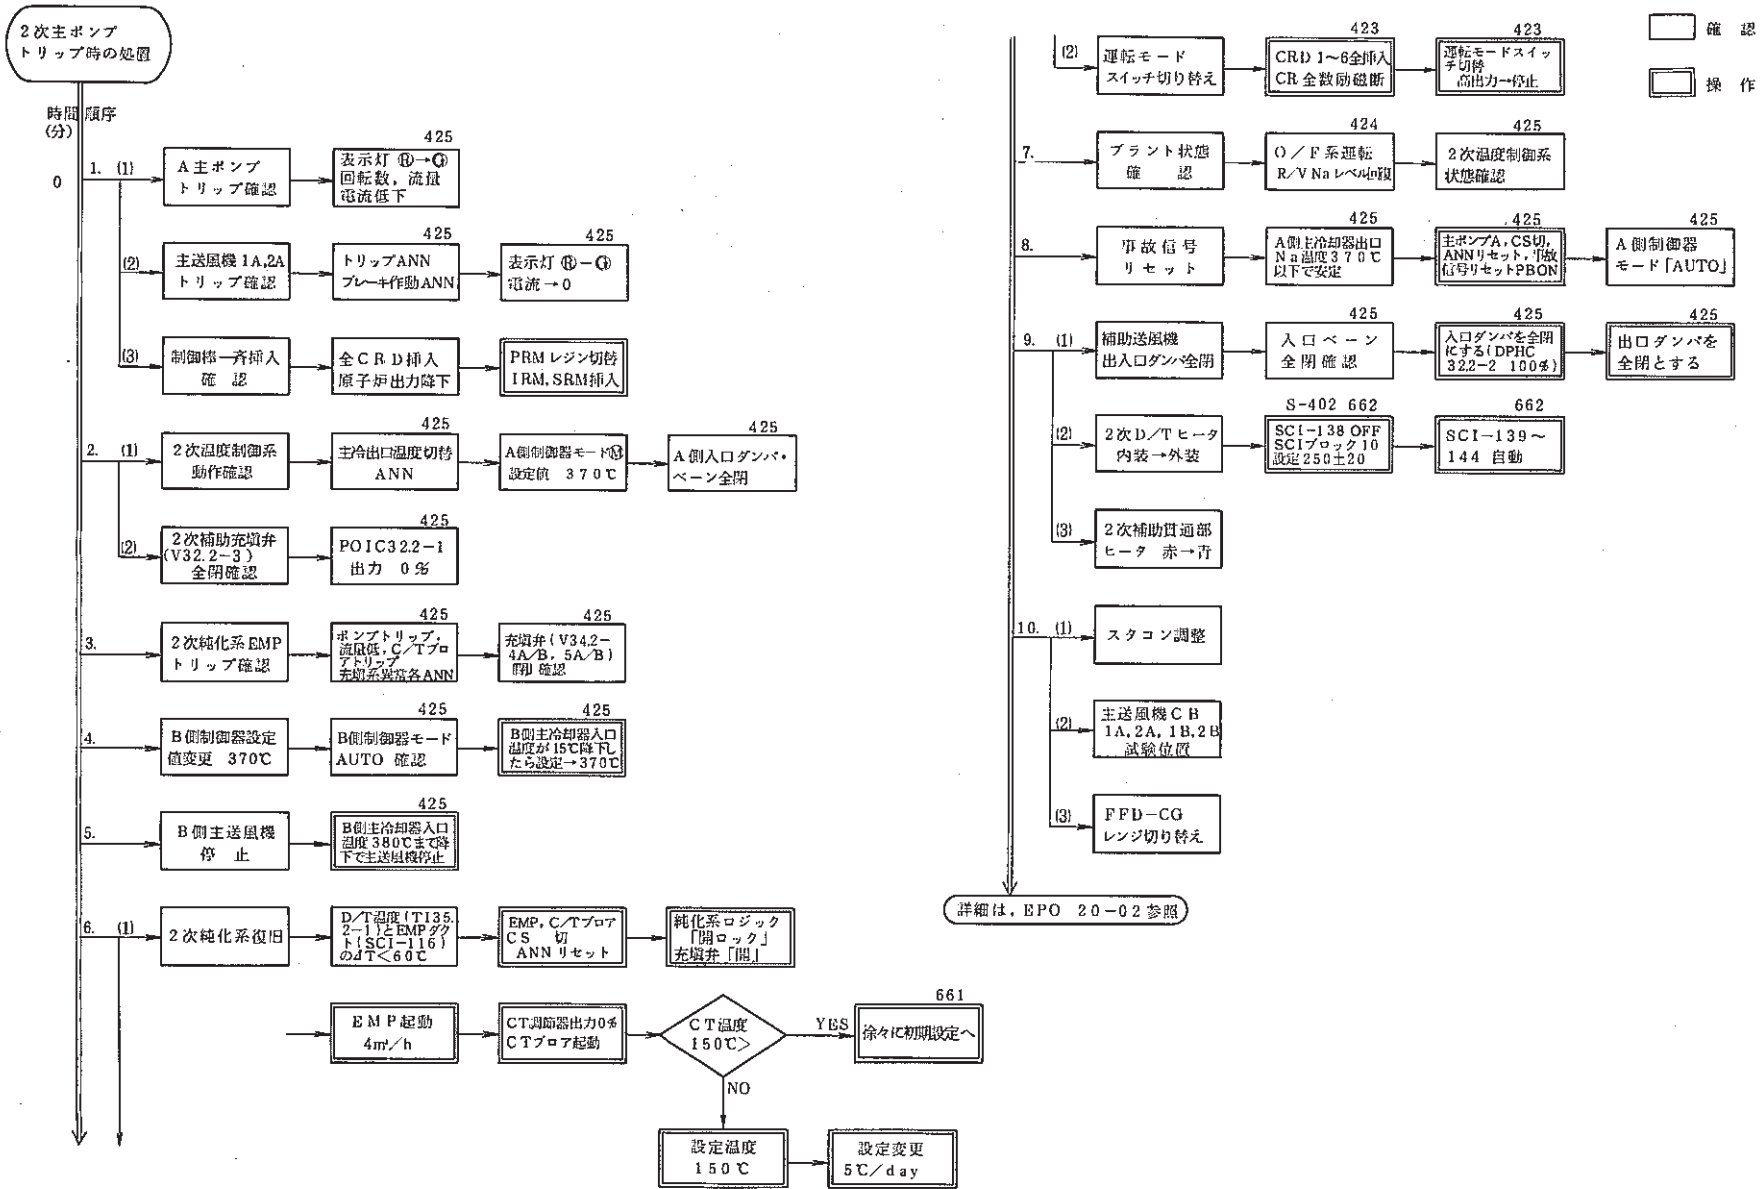 2次主ポンプ
トリップ時の処置
時間 順序
(分)
0
1. (1)
A主ポンプ
トリップ確認
425
表示灯 Ⓡ→Ⓖ
回転数，流量
電流低下
(2)
主送風機 1A,2A
トリップ確認
425
トリップANN
ブレーキ作動ANN
425
表示灯 Ⓡ－Ⓖ
電流→0
(3)
制御棒一斉挿入
確認
全CRD挿入
原子炉出力降下
PRMレジン切替
IRM, SRM挿入
2. (1)
2次温度制御系
動作確認
425
主冷出口温度切替
ANN
A側制御器モードⓂ
設定値 370℃
425
A側入口ダンパ・
ベーン全閉
(2)
2次補助充填弁
(V32.2-3)
全閉確認
425
POIC32.2-1
出力 0%
3.
2次純化系EMP
トリップ確認
425
ポンプトリップ，
流量低，C/Tブロ
アトリップ
充填系異常各ANN
425
充填弁(V34.2-
4A/B, 5A/B)
閉確認
4.
B側制御器設定
値変更 370℃
425
B側制御器モード
AUTO 確認
425
B側主冷却器入口
温度が15℃降下し
たら設定→370℃
5.
B側主送風機
停止
425
B側主冷却器入口
温度380℃まで降
下で主送風機停止
6. (1)
2次純化系復旧
D/T温度(TI35.
2-1)とEMPダク
ト(SCI-116)
のΔT<60℃
EMP, C/Tブロア
CS 切
ANNリセット
純化系ロジック
「開ロック」
充填弁「開」
EMP起動
4㎥/h
CT調節器出力0%
CTブロア起動
CT温度
150℃>
YES
661
徐々に初期設定へ
NO
設定温度
150℃
設定変更
5℃/day
(2)
運転モード
スイッチ切り替え
423
CRD 1～6全挿入
CR全数励磁断
423
運転モードスイッ
チ切替
高出力→停止
確認
操作
7.
プラント状態
確認
424
O/F系運転
R/V Naレベル
425
2次温度制御系
状態確認
8.
事故信号
リセット
425
A側主冷却器出口
Na温度370℃
以下で安定
425
主ポンプA, CS切,
ANNリセット，事故
信号リセットPBON
425
A側制御器
モード「AUTO」
9. (1)
補助送風機
出入口ダンパ全閉
425
入口ベーン
全閉確認
425
入口ダンパを全閉
にする(DPHC
32.2-2 100%)
425
出口ダンパを
全閉とする
(2)
2次D/Tヒータ
内装→外装
S-402 662
SCI-138 OFF
SCIブロック10
設定250±20
662
SCI-139～
144 自動
(3)
2次補助貫通部
ヒータ 赤→青
10. (1)
スタコン調整
(2)
主送風機CB
1A, 2A, 1B, 2B
試験位置
(3)
FFD-CG
レンジ切り替え
詳細は，EPO 20-02参照